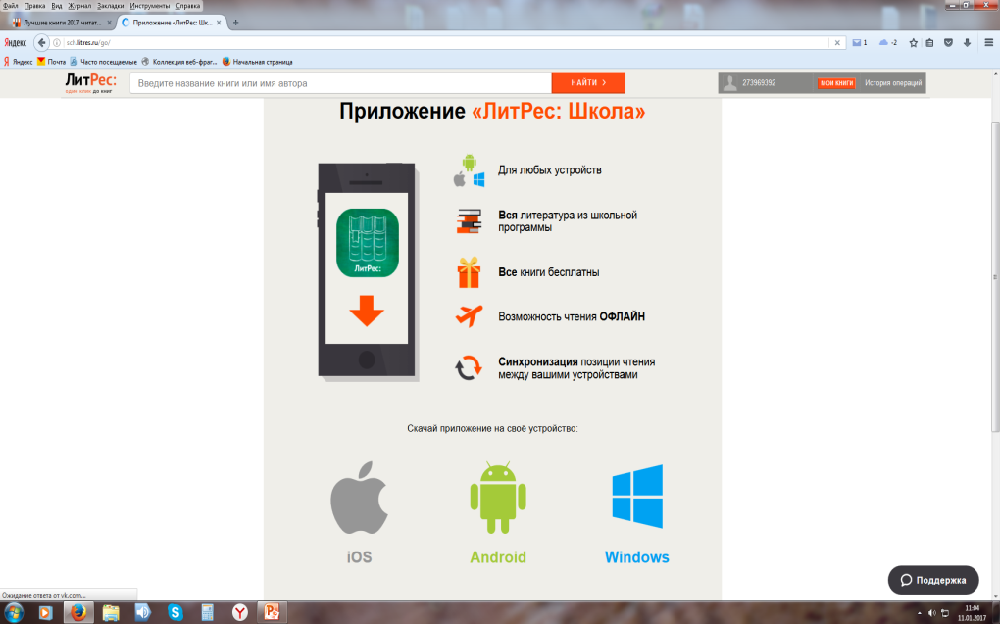 Файл Правка Вид Журнал Закладки Инструменты Справка
Лучшие книги 2017 читат...
Приложение «ЛитРес: Шк...
Яндекс
sch.litres.ru/go/
1
-2
Яндекс Почта Часто посещаемые Коллекция веб-фраг... Начальная страница
ЛитРес:
один клик до книг
Введите название книги или имя автора
НАЙТИ
273969392
МОИ КНИГИ
История операций
Приложение «ЛитРес: Школа»
ЛитРес:
Для любых устройств
Вся литература из школьной
программы
Все книги бесплатны
Возможность чтения ОФЛАЙН
Синхронизация позиции чтения
между вашими устройствами
Скачай приложение на своё устройство:
iOS
Android
Windows
Поддержка
Ожидание ответа от vk.com...
11:04
11.01.2017